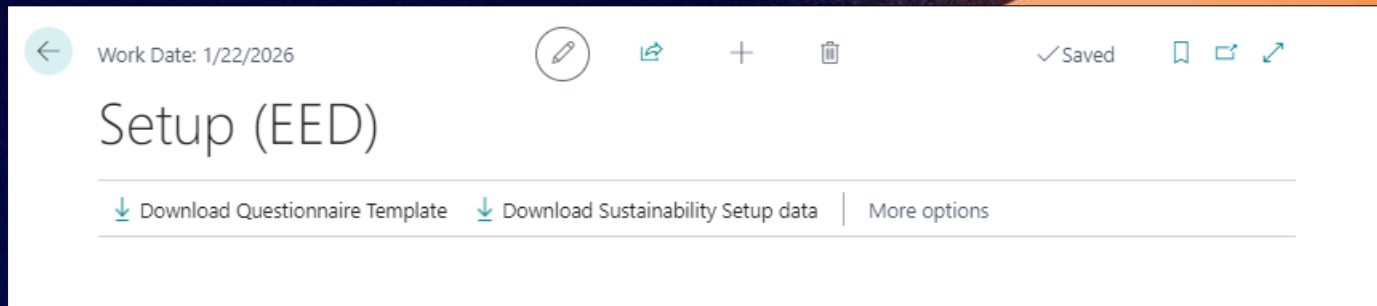 Work Date: 1/22/2026
Saved
Setup (EED)
Download Questionnaire Template Download Sustainability Setup data More options